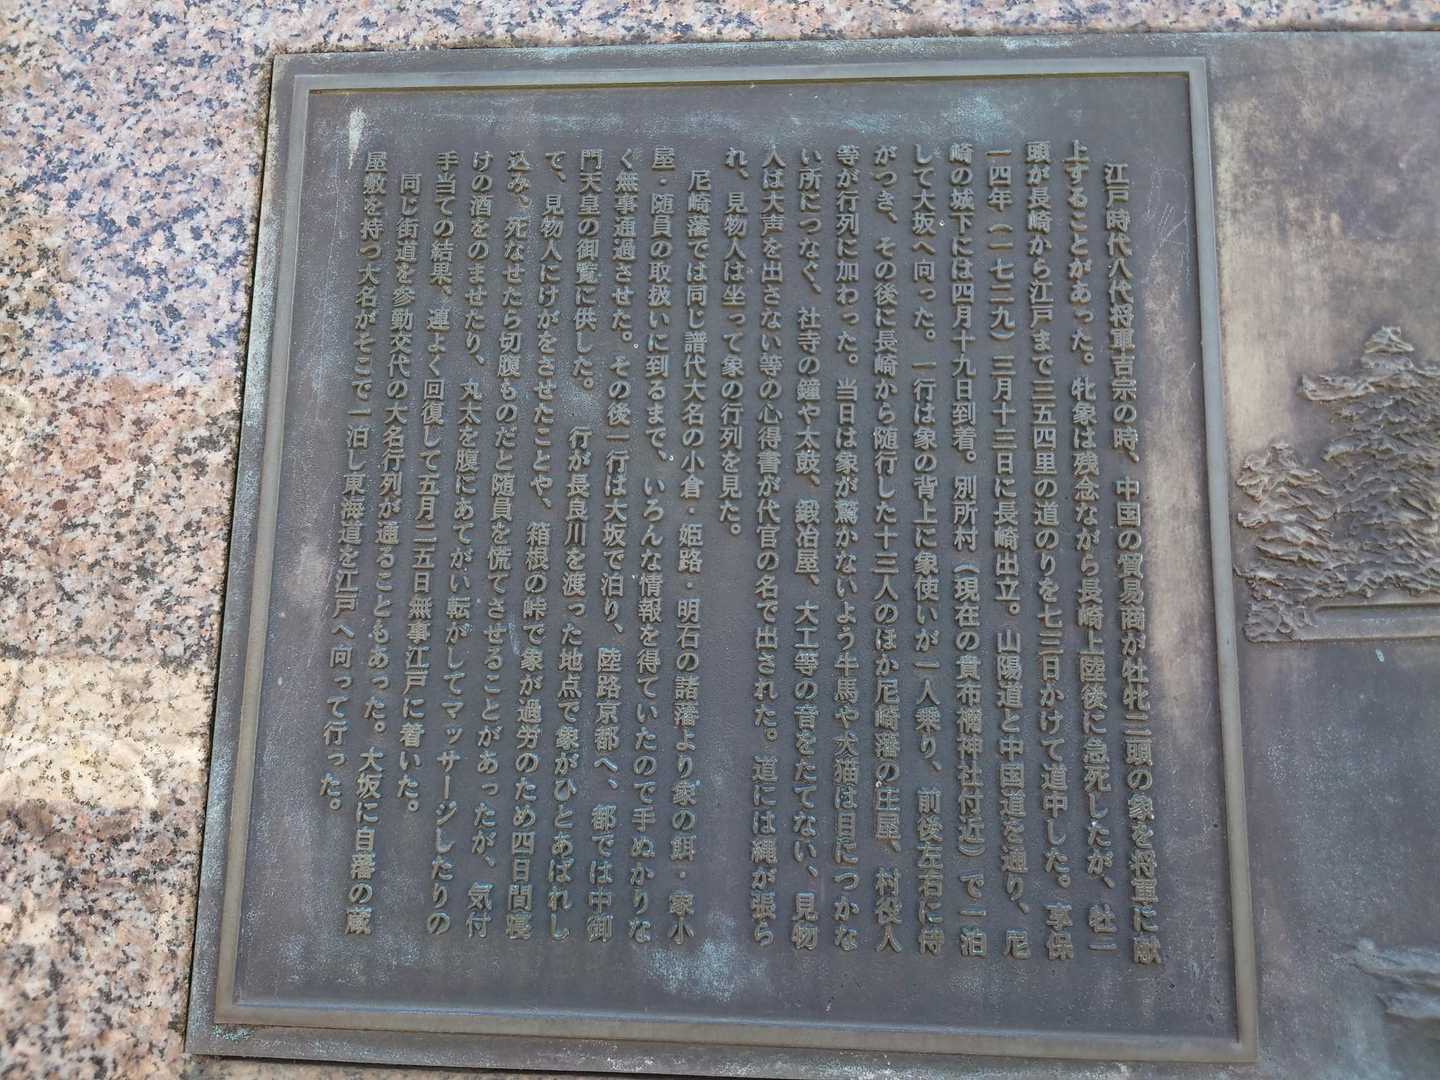 江戸時代八代将軍吉宗の時、中国の貿易商が牡牝二頭の象を将軍に献
上することがあった。牝象は残念ながら長崎上陸後に急死したが、牡一
頭が長崎から江戸まで三五四里の道のりを七三日かけて道中した。享保
一四年（一七二九）三月十三日に長崎出立。山陽道と中国道を通り、尼
崎の城下には四月十九日到着。別所村（現在の貴布禰神社付近）で一泊
して大坂へ向った。一行は象の背上に象使いが一人乗り、前後左右に侍
がつき、その後に長崎から随行した十三人のほか尼崎藩の庄屋、村役人
等が行列に加わった。当日は象が驚かないよう牛馬や犬猫は目につかな
い所につなぐ、社寺の鐘や太鼓、鍛冶屋、大工等の音をたてない、見物
人は大声を出さない等の心得書が代官の名で出された。道には縄が張ら
れ、見物人は坐って象の行列を見た。
尼崎藩では同じ譜代大名の小倉・姫路・明石の諸藩より象の餌・象小
屋・随員の取扱いに到るまで、いろんな情報を得ていたので手ぬかりな
く無事通過させた。その後一行は大坂で泊り、陸路京都へ、都では中御
門天皇の御覧に供した。 行が長良川を渡った地点で象がひとあばれし
て、見物人にけがをさせたことや、箱根の峠で象が過労のため四日間寝
込み、死なせたら切腹ものだと随員を慌てさせることがあったが、気付
けの酒をのませたり、丸太を腹にあてがい転がしてマッサージしたりの
手当ての結果、運よく回復して五月二五日無事江戸に着いた。
同じ街道を参勤交代の大名行列が通ることもあった。大坂に自藩の蔵
屋敷を持つ大名がそこで一泊し東海道を江戸へ向って行った。